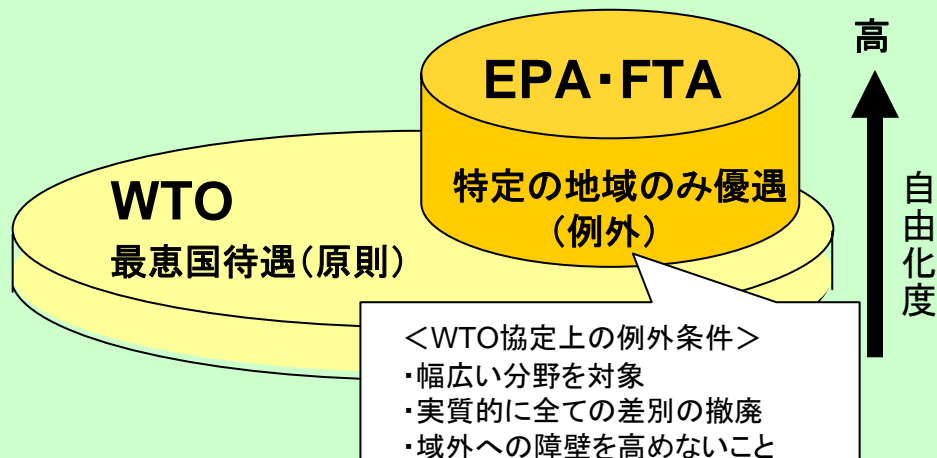 高
EPA・FTA
特定の地域のみ優遇
(例外)
WTO
最恵国待遇(原則)
自由化度
<WTO協定上の例外条件>
・幅広い分野を対象
・実質的に全ての差別の撤廃
・域外への障壁を高めないこと